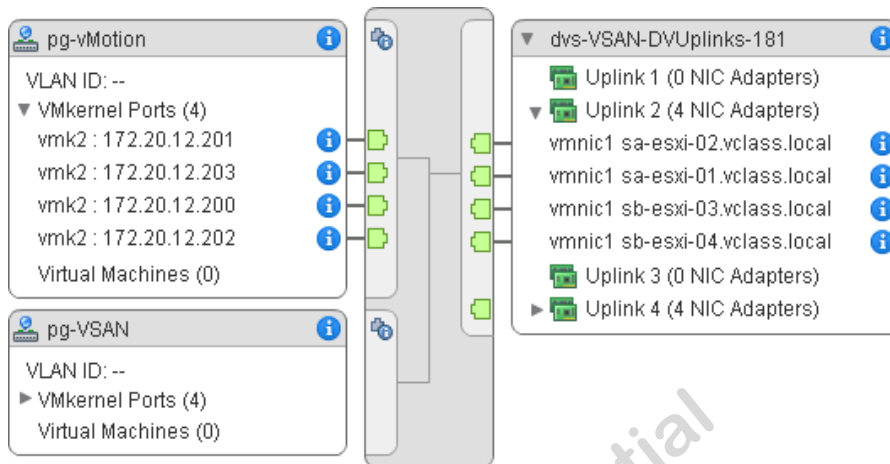 pg-vMotion
VLAN ID: --
VMkernel Ports (4)
vmk2 : 172.20.12.201
vmk2 : 172.20.12.203
vmk2 : 172.20.12.200
vmk2 : 172.20.12.202
Virtual Machines (0)
pg-VSAN
VLAN ID: --
VMkernel Ports (4)
Virtual Machines (0)
dvs-VSAN-DVUplinks-181
Uplink 1 (0 NIC Adapters)
Uplink 2 (4 NIC Adapters)
vmnic1 sa-esxi-02.vclass.local
vmnic1 sa-esxi-01.vclass.local
vmnic1 sb-esxi-03.vclass.local
vmnic1 sb-esxi-04.vclass.local
Uplink 3 (0 NIC Adapters)
Uplink 4 (4 NIC Adapters)
tial